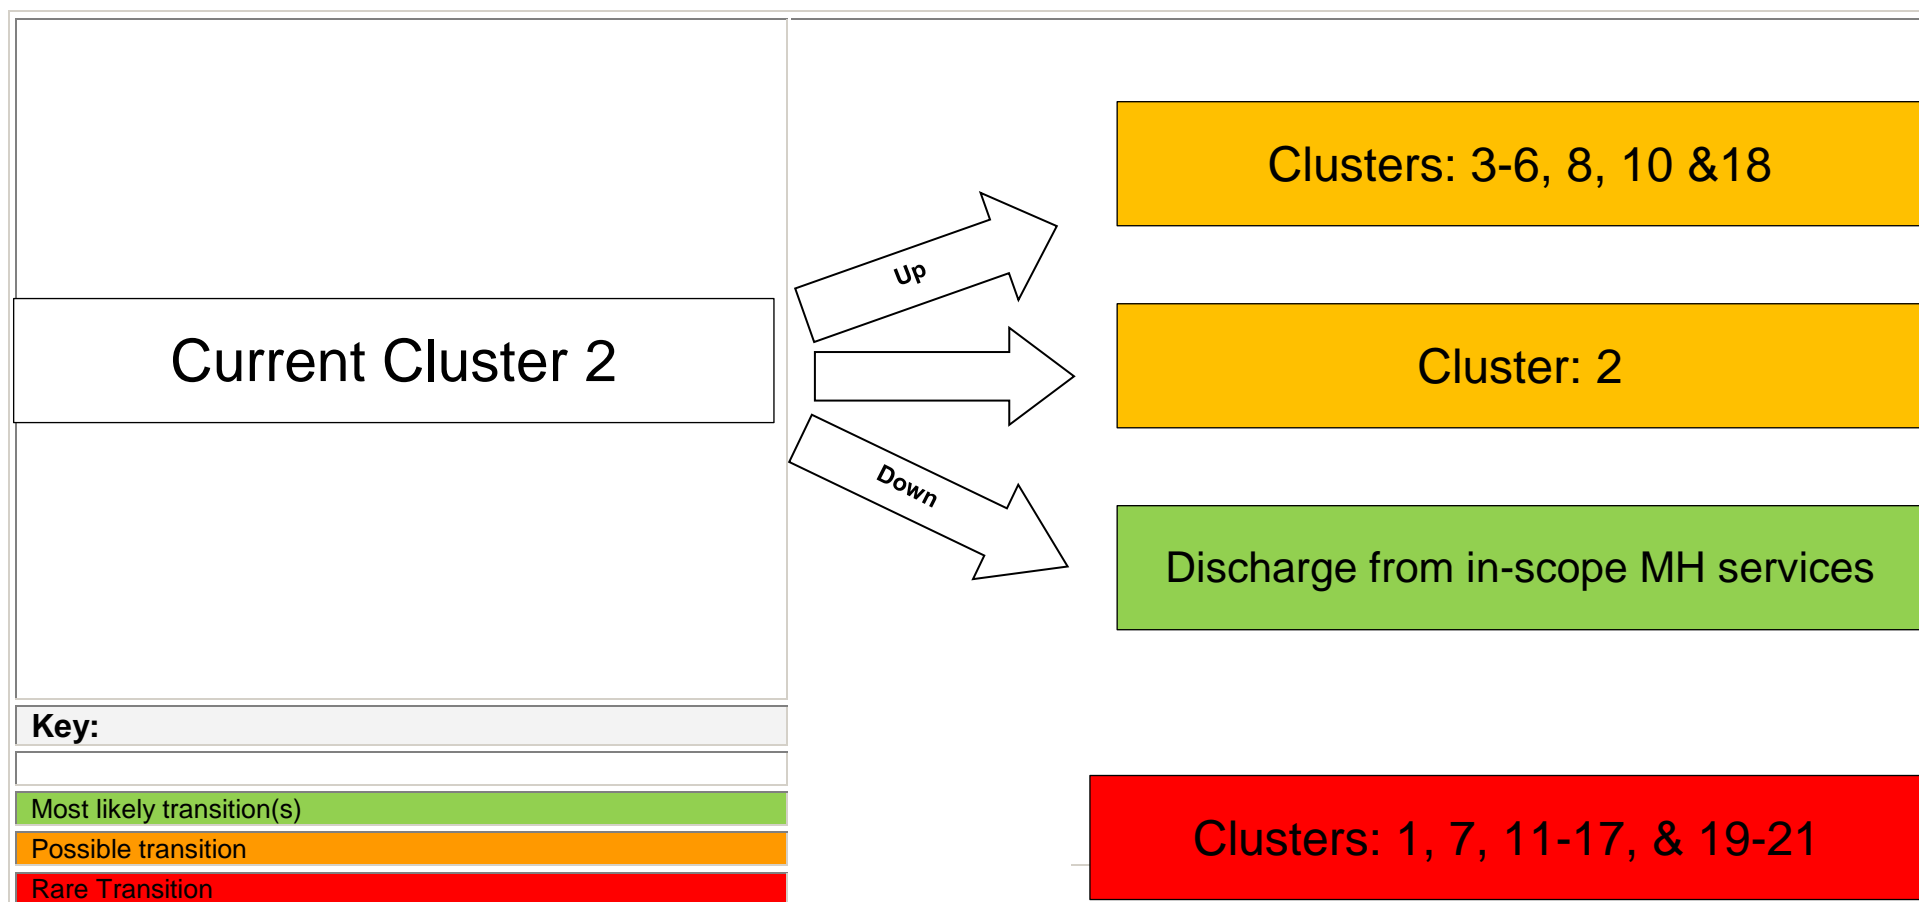 Clusters: 3-6, 8, 10 &18
Up
Current Cluster 2
Cluster: 2
Down
Discharge from in-scope MH services
Key:
Most likely transition(s)
Possible transition
Rare Transition
Clusters: 1, 7, 11-17, & 19-21